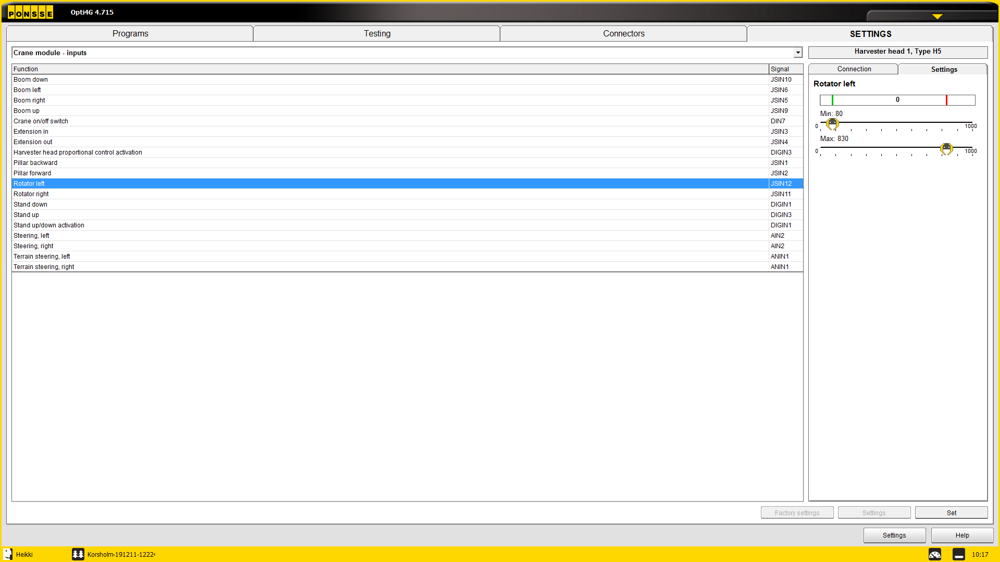 PONSSE
Opti4G 4.715
Programs
Testing
Connectors
SETTINGS
Crane module - inputs
Harvester head 1, Type H5
Function Signal
Boom down JSIN10
Boom left JSIN6
Boom right JSIN5
Boom up JSIN9
Crane on/off switch DIN7
Extension in JSIN3
Extension out JSIN4
Harvester head proportional control activation DIGIN3
Pillar backward JSIN1
Pillar forward JSIN2
Rotator left JSIN12
Rotator right JSIN11
Stand down DIGIN1
Stand up DIGIN3
Stand up/down activation DIGIN1
Steering, left AIN2
Steering, right AIN2
Terrain steering, left ANIN1
Terrain steering, right ANIN1
Connection
Settings
Rotator left
0
Min: 80
0 1000
Max: 830
0 1000
Factory settings
Settings
Set
Settings
Help
Heikki
Korsholm-191211-1222
10:17